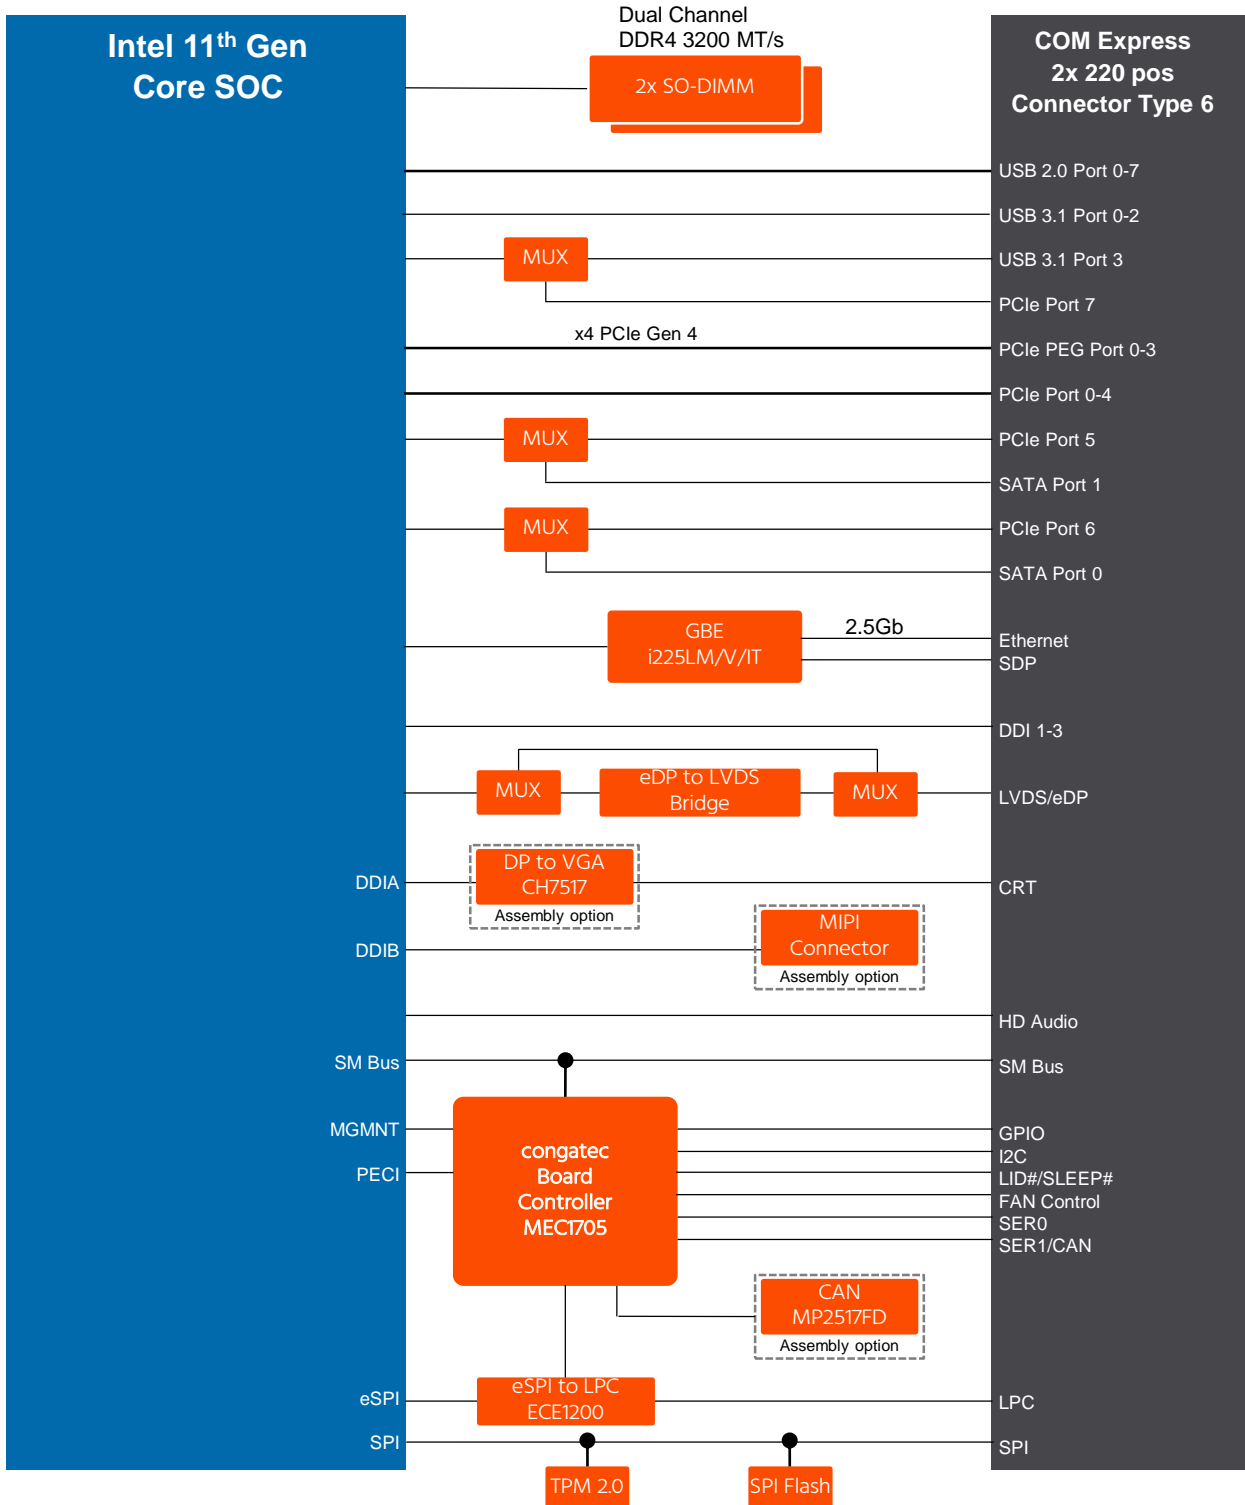 Dual Channel
DDR4 3200 MT/s
Intel 11th Gen
Core SOC
2x SO-DIMM
COM Express
2x 220 pos
Connector Type 6
USB 2.0 Port 0-7
USB 3.1 Port 0-2
MUX
USB 3.1 Port 3
PCIe Port 7
x4 PCIe Gen 4
PCIe PEG Port 0-3
PCIe Port 0-4
MUX
PCIe Port 5
SATA Port 1
MUX
PCIe Port 6
SATA Port 0
GBE
i225LM/V/IT
2.5Gb
Ethernet
SDP
DDI 1-3
MUX
eDP to LVDS
Bridge
MUX
LVDS/eDP
DDIA
DP to VGA
CH7517
Assembly option
CRT
DDIB
MIPI
Connector
Assembly option
HD Audio
SM Bus
SM Bus
MGMNT
PECI
congatec
Board
Controller
MEC1705
GPIO
I2C
LID#/SLEEP#
FAN Control
SER0
SER1/CAN
CAN
MP2517FD
Assembly option
eSPI
eSPI to LPC
ECE1200
LPC
SPI
SPI
TPM 2.0
SPI Flash